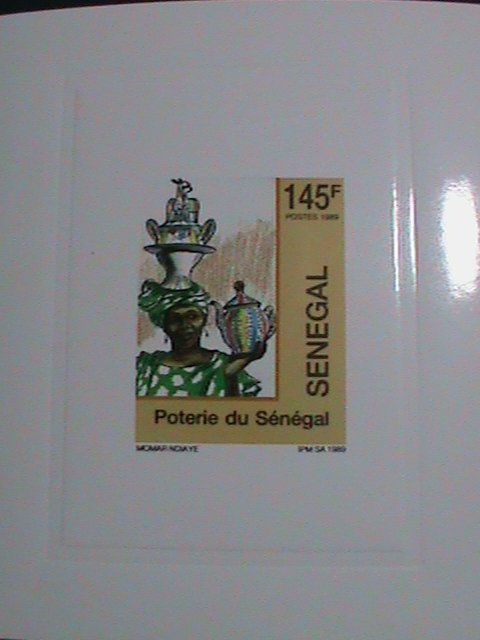 145F
POSTES 1989
SENEGAL
Poterie du Sénégal
MOMAR NDIAYE
IPM SA 1989